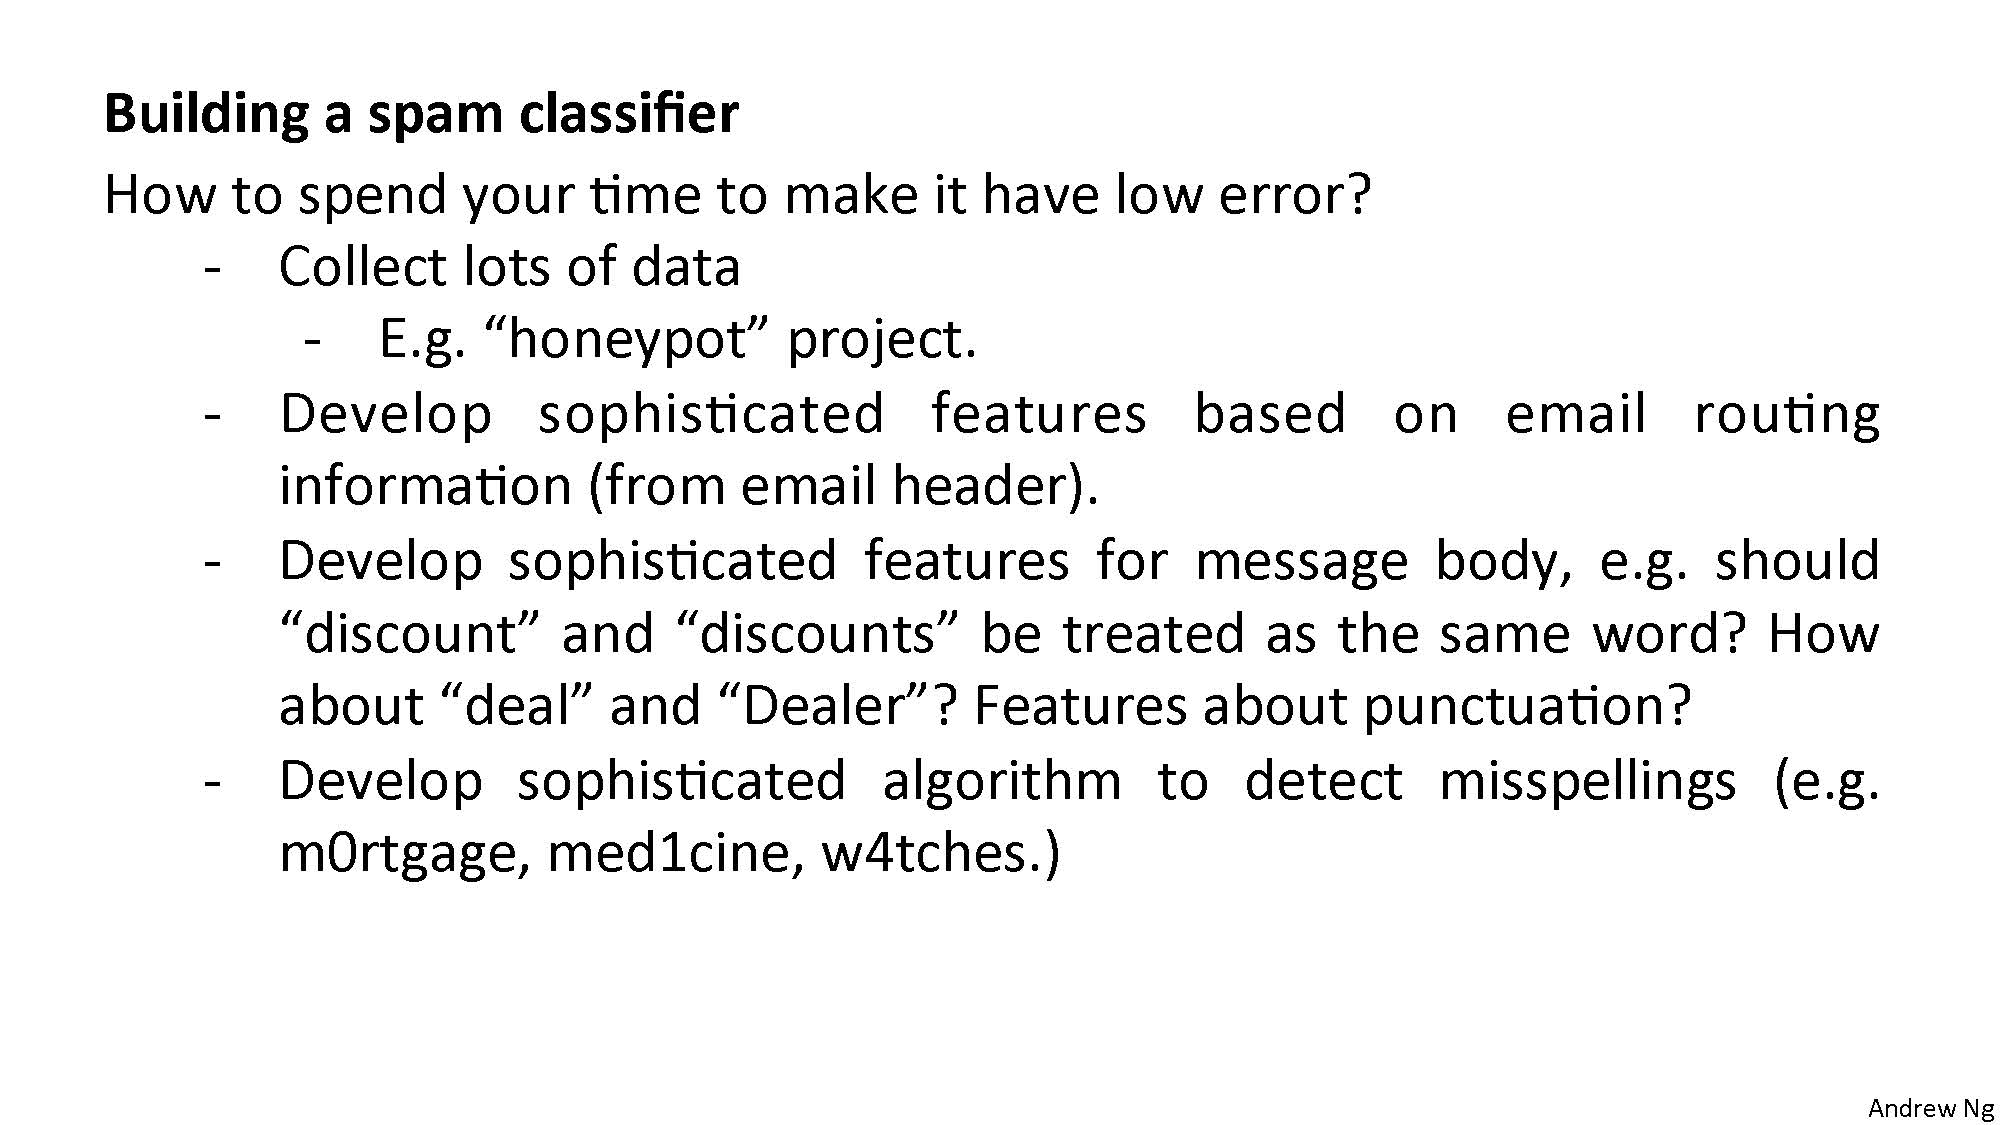 Building a spam classifier
How to spend your time to make it have low error?
- Collect lots of data
- E.g. “honeypot” project.
- Develop sophisticated features based on email routing
information (from email header).
- Develop sophisticated features for message body, e.g. should
“discount” and “discounts” be treated as the same word? How
about “deal” and “Dealer”? Features about punctuation?
- Develop sophisticated algorithm to detect misspellings (e.g.
m0rtgage, med1cine, w4tches.)
Andrew Ng